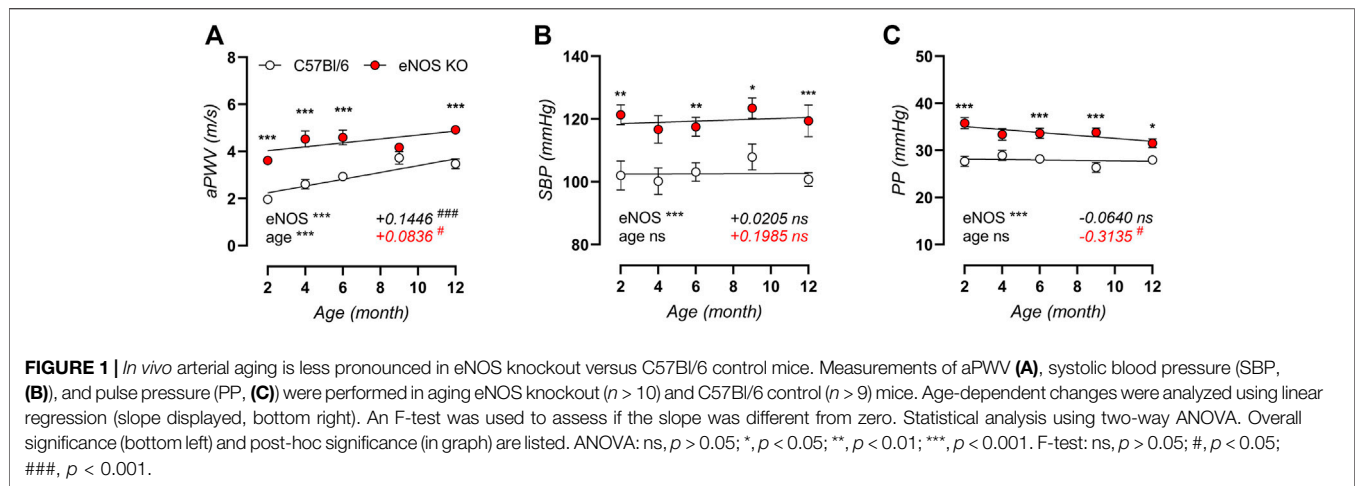 A
B
C
C57Bl/6
eNOS KO
8
6
4
2
0
aPWV (m/s)
***
***
***
***
eNOS ***
age ***
+0.1446 ###
+0.0836 #
2 4 6 8 10 12
Age (month)
140
120
100
80
SBP (mmHg)
**
**
*
***
eNOS ***
age ns
+0.0205 ns
+0.1985 ns
2 4 6 8 10 12
Age (month)
50
40
30
20
10
PP (mmHg)
***
***
***
*
eNOS ***
age ns
-0.0640 ns
-0.3135 #
2 4 6 8 10 12
Age (month)
FIGURE 1 | In vivo arterial aging is less pronounced in eNOS knockout versus C57Bl/6 control mice. Measurements of aPWV (A), systolic blood pressure (SBP,
(B)), and pulse pressure (PP, (C)) were performed in aging eNOS knockout (n > 10) and C57Bl/6 control (n > 9) mice. Age-dependent changes were analyzed using linear
regression (slope displayed, bottom right). An F-test was used to assess if the slope was different from zero. Statistical analysis using two-way ANOVA. Overall
significance (bottom left) and post-hoc significance (in graph) are listed. ANOVA: ns, p > 0.05; *, p < 0.05; **, p < 0.01; ***, p < 0.001. F-test: ns, p > 0.05; #, p < 0.05;
###, p < 0.001.